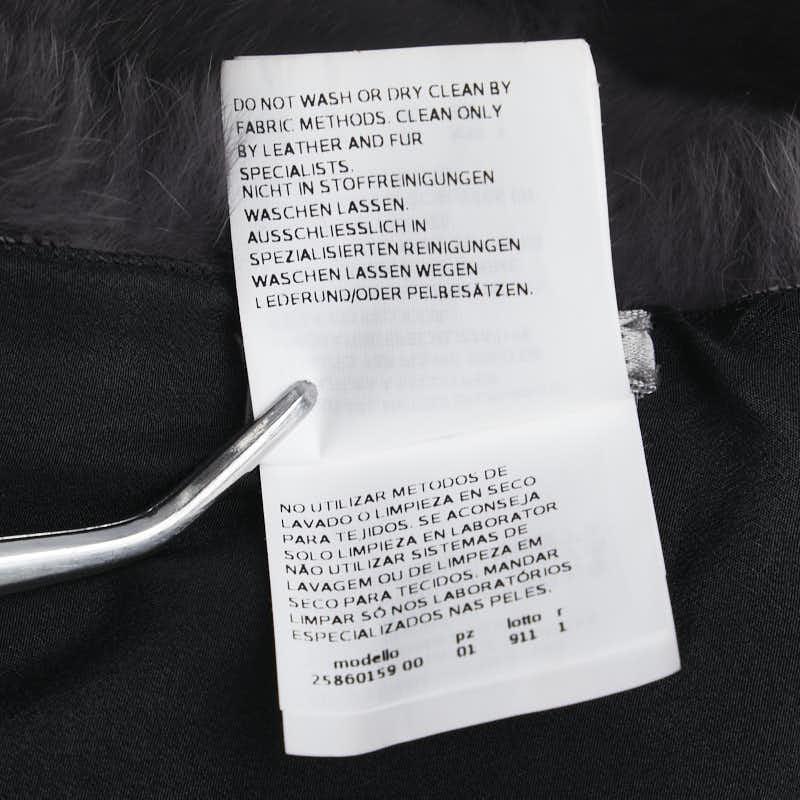 DO NOT WASH OR DRY CLEAN BY
FABRIC METHODS. CLEAN ONLY
BY LEATHER AND FUR
SPECIALISTS.
NICHT IN STOFFREINIGUNGEN
WASCHEN LASSEN.
AUSSCHLIESSLICH IN
SPEZIALISIERTEN REINIGUNGEN
WASCHEN LASSEN WEGEN
LEDERUND/ODER PELBESÄTZEN.
NO UTILIZAR METODOS DE
LAVADO O LIMPIEZA EN SECO
PARA TEJIDOS. SE ACONSEJA
SOLO LIMPIEZA EN LABORATOR
NÃO UTILIZAR SISTEMAS DE
LAVAGEM OU DE LIMPEZA EM
SECO PARA TECIDOS. MANDAR
LIMPAR SÓ NOS LABORATÓRIOS
ESPECIALIZADOS NAS PELES.
modello pz lotto r
25860159 00 01 911 1